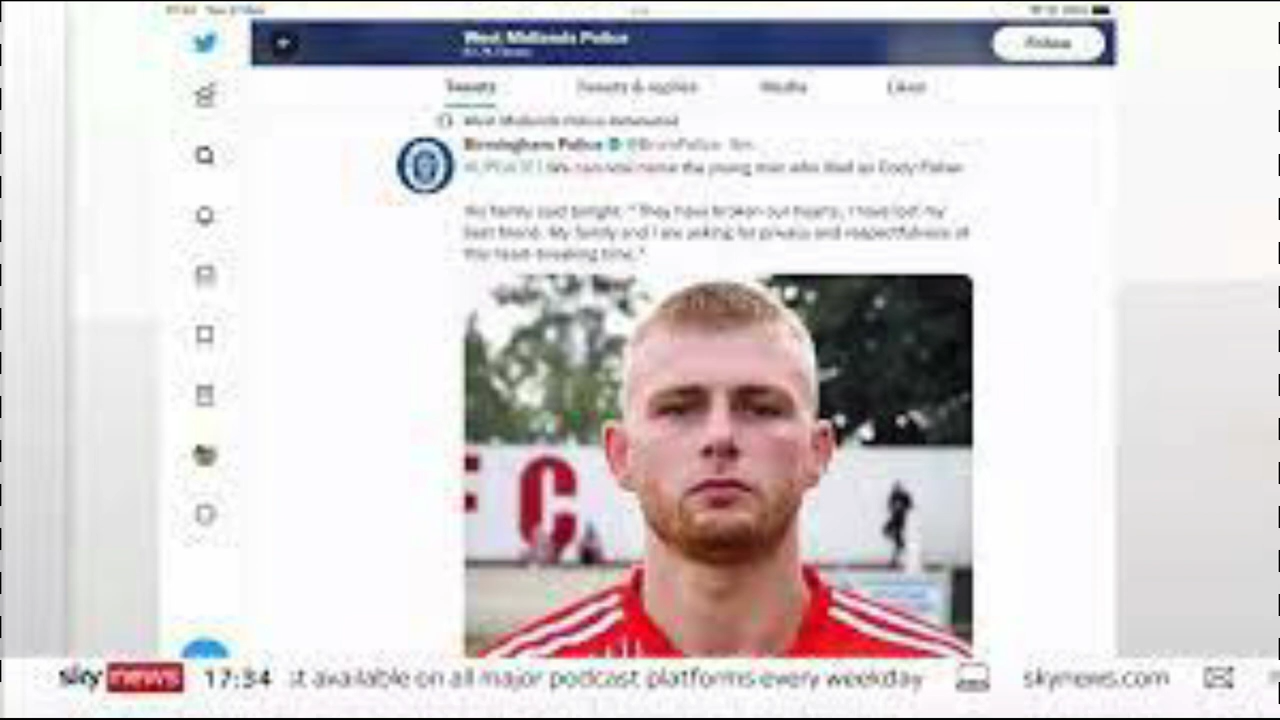 West Midlands Police
Follow
Tweets Tweets & replies Media Likes
West Midlands Police Retweeted
Birmingham Police @BrumPolice
We can now name the young man who died as Cody Fisher
His family said tonight: "They have broken our hearts, I have lost my
best friend. My family and I are asking for privacy and respectfulness at
this heart-breaking time."
FC
sky news 17:34 st available on all major podcast platforms every weekday skynews.com